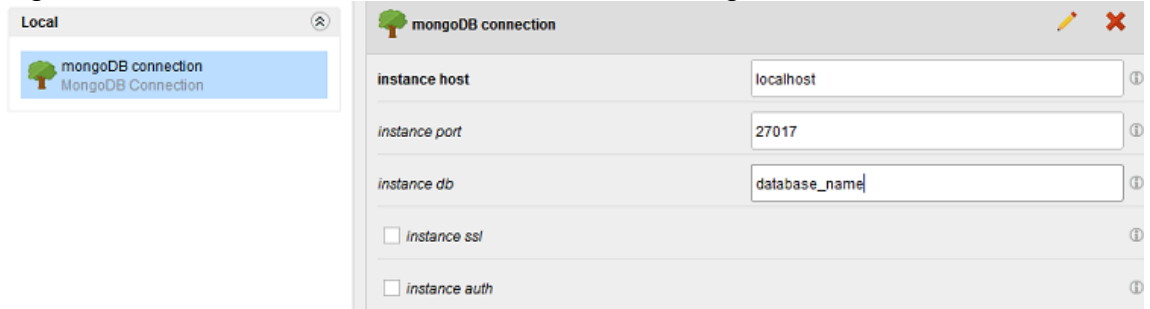 Local
mongoDB connection
MongoDB Connection
mongoDB connection
instance host
localhost
instance port
27017
instance db
database_name
instance ssl
instance auth